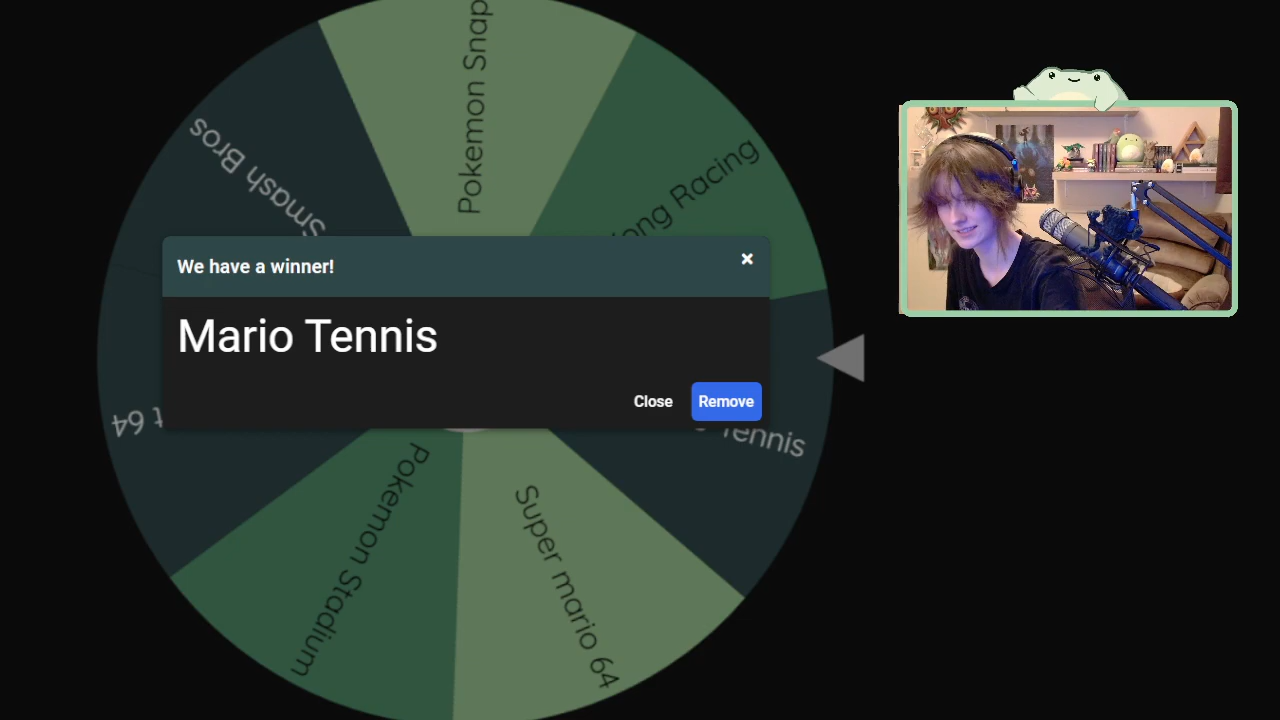 Pokemon Snap
Smash Bros
ong Racing
We have a winner!
×
Mario Tennis
Close
Remove
64
Tennis
Pokemon Stadium
Super mario 64